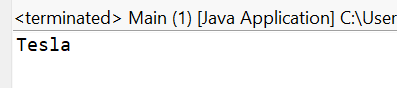 <terminated> Main (1) [Java Application] C:\User
Tesla